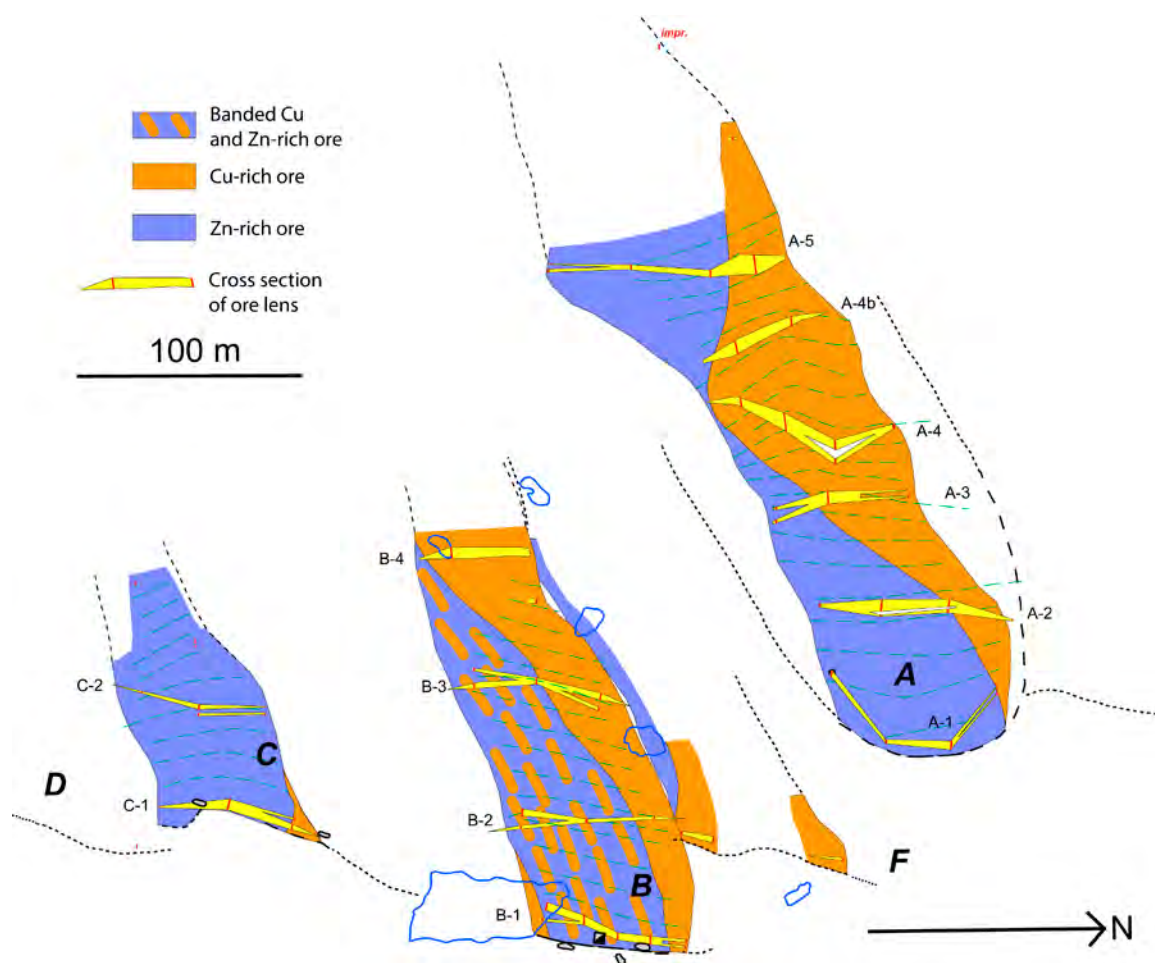 impr.
Banded Cu
and Zn-rich ore
Cu-rich ore
Zn-rich ore
Cross section
of ore lens
100 m
A-5
A-4b
A-4
A-3
A-2
A
A-1
B-4
B-3
B-2
B
B-1
C-2
C
C-1
D
F
N